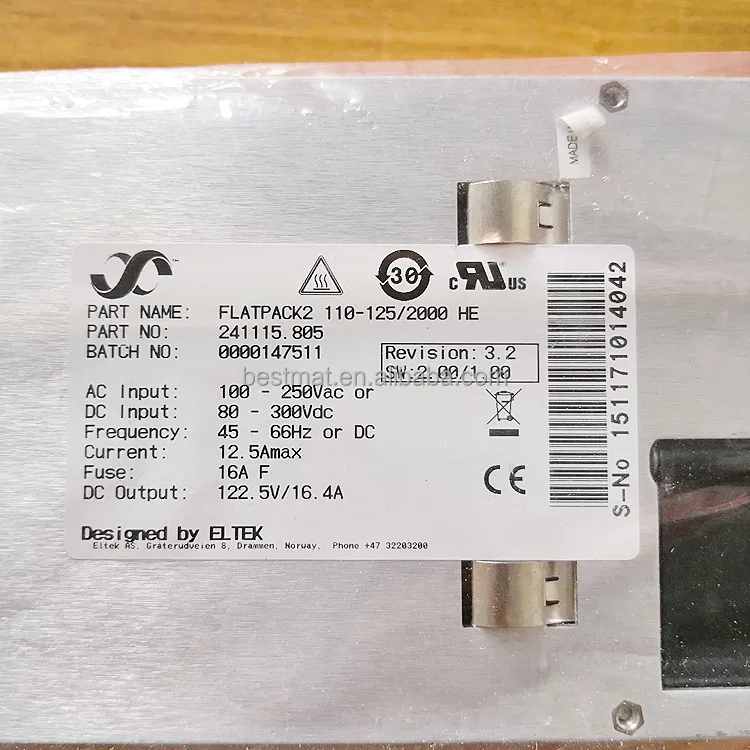 MADE
30
c RU US
PART NAME: FLATPACK2 110-125/2000 HE
PART NO: 241115.805
BATCH NO: 0000147511
Revision: 3.2
SW:2.00/1.00
bestmat.en.alibaba.com
AC Input: 100 - 250Vac or
DC Input: 80 - 300Vdc
Frequency: 45 - 66Hz or DC
Current: 12.5Amax
Fuse: 16A F
DC Output: 122.5V/16.4A
CE
Designed by ELTEK
Eltek AS, Gråterudveien 8, Drammen, Norway, Phone +47 32203200
S-No 151171014042